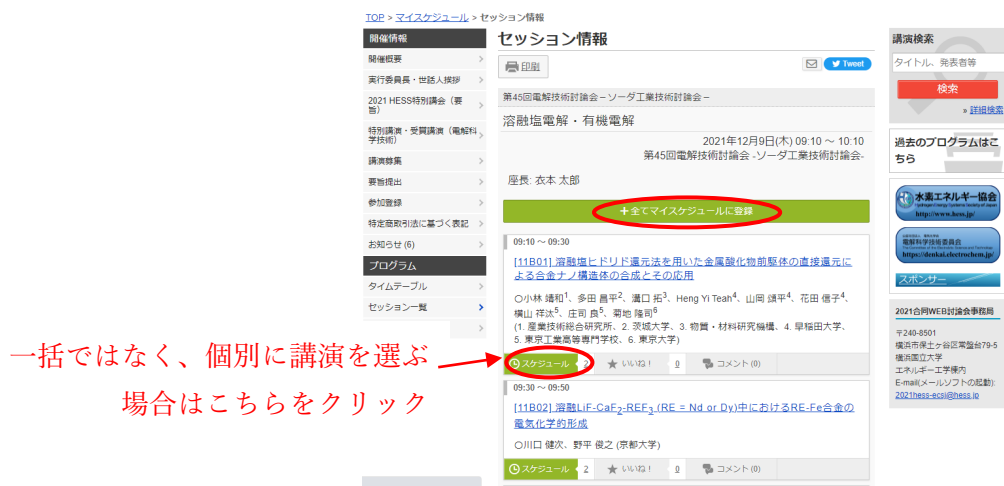 TOP > マイスケジュール > セッション情報
開催情報
開催概要
実行委員長・世話人挨拶
2021 HESS特別講会（要
旨）
特別講演・受賞講演（電解科
学技術）
講演募集
要旨提出
参加登録
特定商取引法に基づく表記
お知らせ (6)
プログラム
タイムテーブル
セッション一覧
一括ではなく、個別に講演を選ぶ
場合はこちらをクリック
セッション情報
印刷
Tweet
第45回電解技術討論会－ソーダ工業技術討論会－
溶融塩電解・有機電解
2021年12月9日(木) 09:10 ～ 10:10
第45回電解技術討論会 -ソーダ工業技術討論会-
座長: 衣本 太郎
＋全てマイスケジュールに登録
09:10 ～ 09:30
[11B01] 溶融塩ヒドリド還元法を用いた金属酸化物前駆体の直接還元に
よる合金ナノ構造体の合成とその応用
○小林 靖和1、多田 昌平2、溝口 拓3、Heng Yi Teah4、山岡 頌平4、花田 信子4、
横山 祥汰5、庄司 良5、菊地 隆司6
(1. 産業技術総合研究所、2. 茨城大学、3. 物質・材料研究機構、4. 早稲田大学、
5. 東京工業高等専門学校、6. 東京大学)
スケジュール 2 ★ いいね！ 0 コメント (0)
09:30 ～ 09:50
[11B02] 溶融LiF-CaF2-REF3 (RE = Nd or Dy)中におけるRE-Fe合金の
電気化学的形成
○川口 健次、野平 俊之 (京都大学)
スケジュール 2 ★ いいね！ 0 コメント (0)
講演検索
タイトル、発表者等
検索
» 詳細検索
過去のプログラムはこ
ちら
水素エネルギー協会
Hydrogen Energy Systems Society of Japan
http://www.hess.jp/
電解科学技術委員会
https://denkai.electrochem.jp/
スポンサー
2021合同WEB討論会事務局
〒240-8501
横浜市保土ヶ谷区常盤台79-5
横浜国立大学
エネルギー工学棟内
E-mail(メールソフトの起動):
2021hess-ecsj@hess.jp